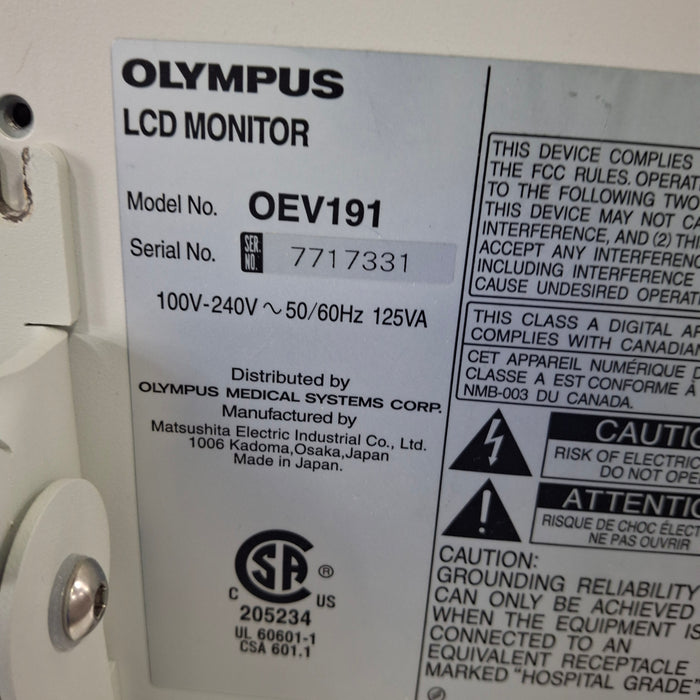 OLYMPUS
LCD MONITOR
Model No. OEV191
Serial No. SER. NO. 7717331
100V-240V ~ 50/60Hz 125VA
Distributed by
OLYMPUS MEDICAL SYSTEMS CORP.
Manufactured by
Matsushita Electric Industrial Co., Ltd.
1006 Kadoma,Osaka,Japan
Made in Japan.
CSA ®
C US
205234
UL 60601-1
CSA 601.1
THIS DEVICE COMPLIES
THE FCC RULES. OPERAT
TO THE FOLLOWING TWO
THIS DEVICE MAY NOT CA
INTERFERENCE, AND (2) THI
ACCEPT ANY INTERFERENC
INCLUDING INTERFERENCE
CAUSE UNDESIRED OPERAT
THIS CLASS A DIGITAL AP
COMPLIES WITH CANADIAN
CET APPAREIL NUMÉRIQUE D
CLASSE A EST CONFORME À
NMB-003 DU CANADA.
CAUTIO
RISK OF ELECTRIC
DO NOT OPE
ATTENTIO
RISQUE DE CHOC ÉLECT
NE PAS OUVRIR
CAUTION:
GROUNDING RELIABILITY
CAN ONLY BE ACHIEVED
WHEN THE EQUIPMENT IS
CONNECTED TO AN
EQUIVALENT RECEPTACLE
MARKED "HOSPITAL GRADE"